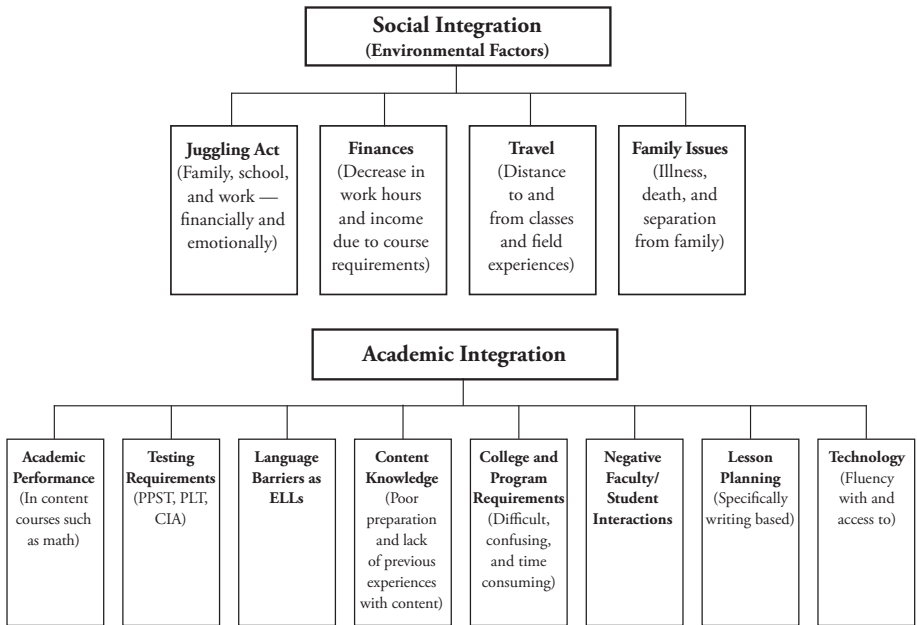 Social Integration
(Environmental Factors)
Juggling Act
(Family, school,
and work —
financially and
emotionally)
Finances
(Decrease in
work hours
and income
due to course
requirements)
Travel
(Distance
to and
from classes
and field
experiences)
Family Issues
(Illness,
death, and
separation
from family)
Academic Integration
Academic
Performance
(In content
courses such
as math)
Testing
Requirements
(PPST, PLT,
CIA)
Language
Barriers as
ELLs
Content
Knowledge
(Poor
preparation
and lack
of previous
experiences
with content)
College and
Program
Requirements
(Difficult,
confusing,
and time
consuming)
Negative
Faculty/
Student
Interactions
Lesson
Planning
(Specifically
writing based)
Technology
(Fluency
with and
access to)